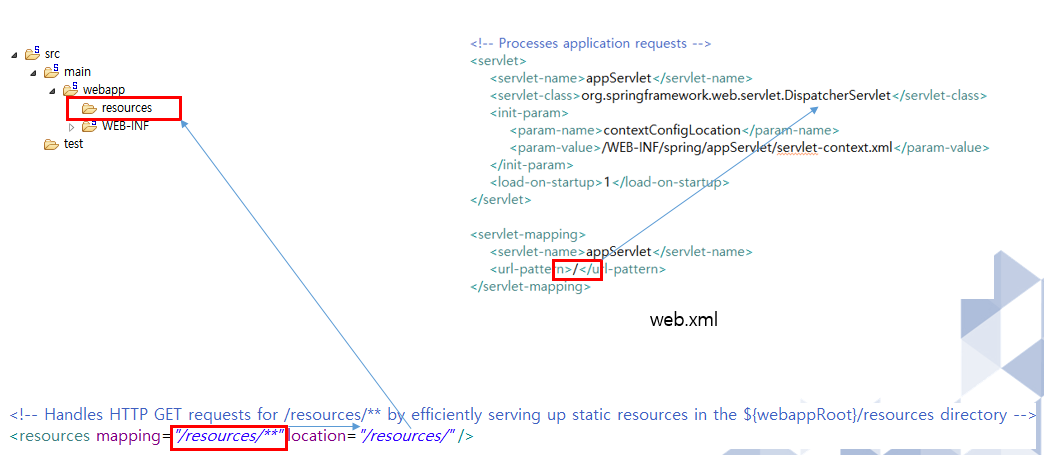 src
main
webapp
resources
WEB-INF
test
<!-- Processes application requests -->
<servlet>
<servlet-name>appServlet</servlet-name>
<servlet-class>org.springframework.web.servlet.DispatcherServlet</servlet-class>
<init-param>
<param-name>contextConfigLocation</param-name>
<param-value>/WEB-INF/spring/appServlet/servlet-context.xml</param-value>
</init-param>
<load-on-startup>1</load-on-startup>
</servlet>
<servlet-mapping>
<servlet-name>appServlet</servlet-name>
<url-pattern>/</url-pattern>
</servlet-mapping>
web.xml
<!-- Handles HTTP GET requests for /resources/** by efficiently serving up static resources in the ${webappRoot}/resources directory -->
<resources mapping="/resources/**" location="/resources/" />